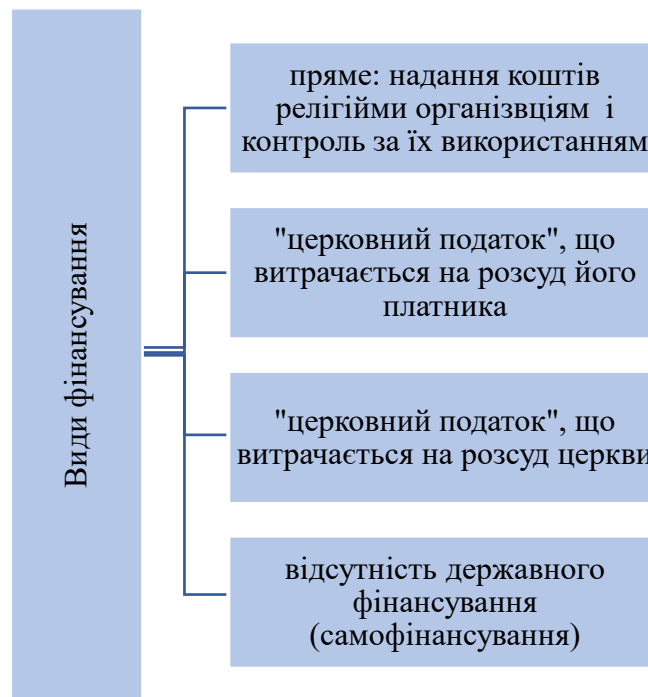 Види фінансування
пряме: надання коштів
релігійми організвціям і
контроль за їх використанням
"церковний податок", що
витрачається на розсуд його
платника
"церковний податок", що
витрачається на розсуд церкви
відсутність державного
фінансування
(самофінансування)